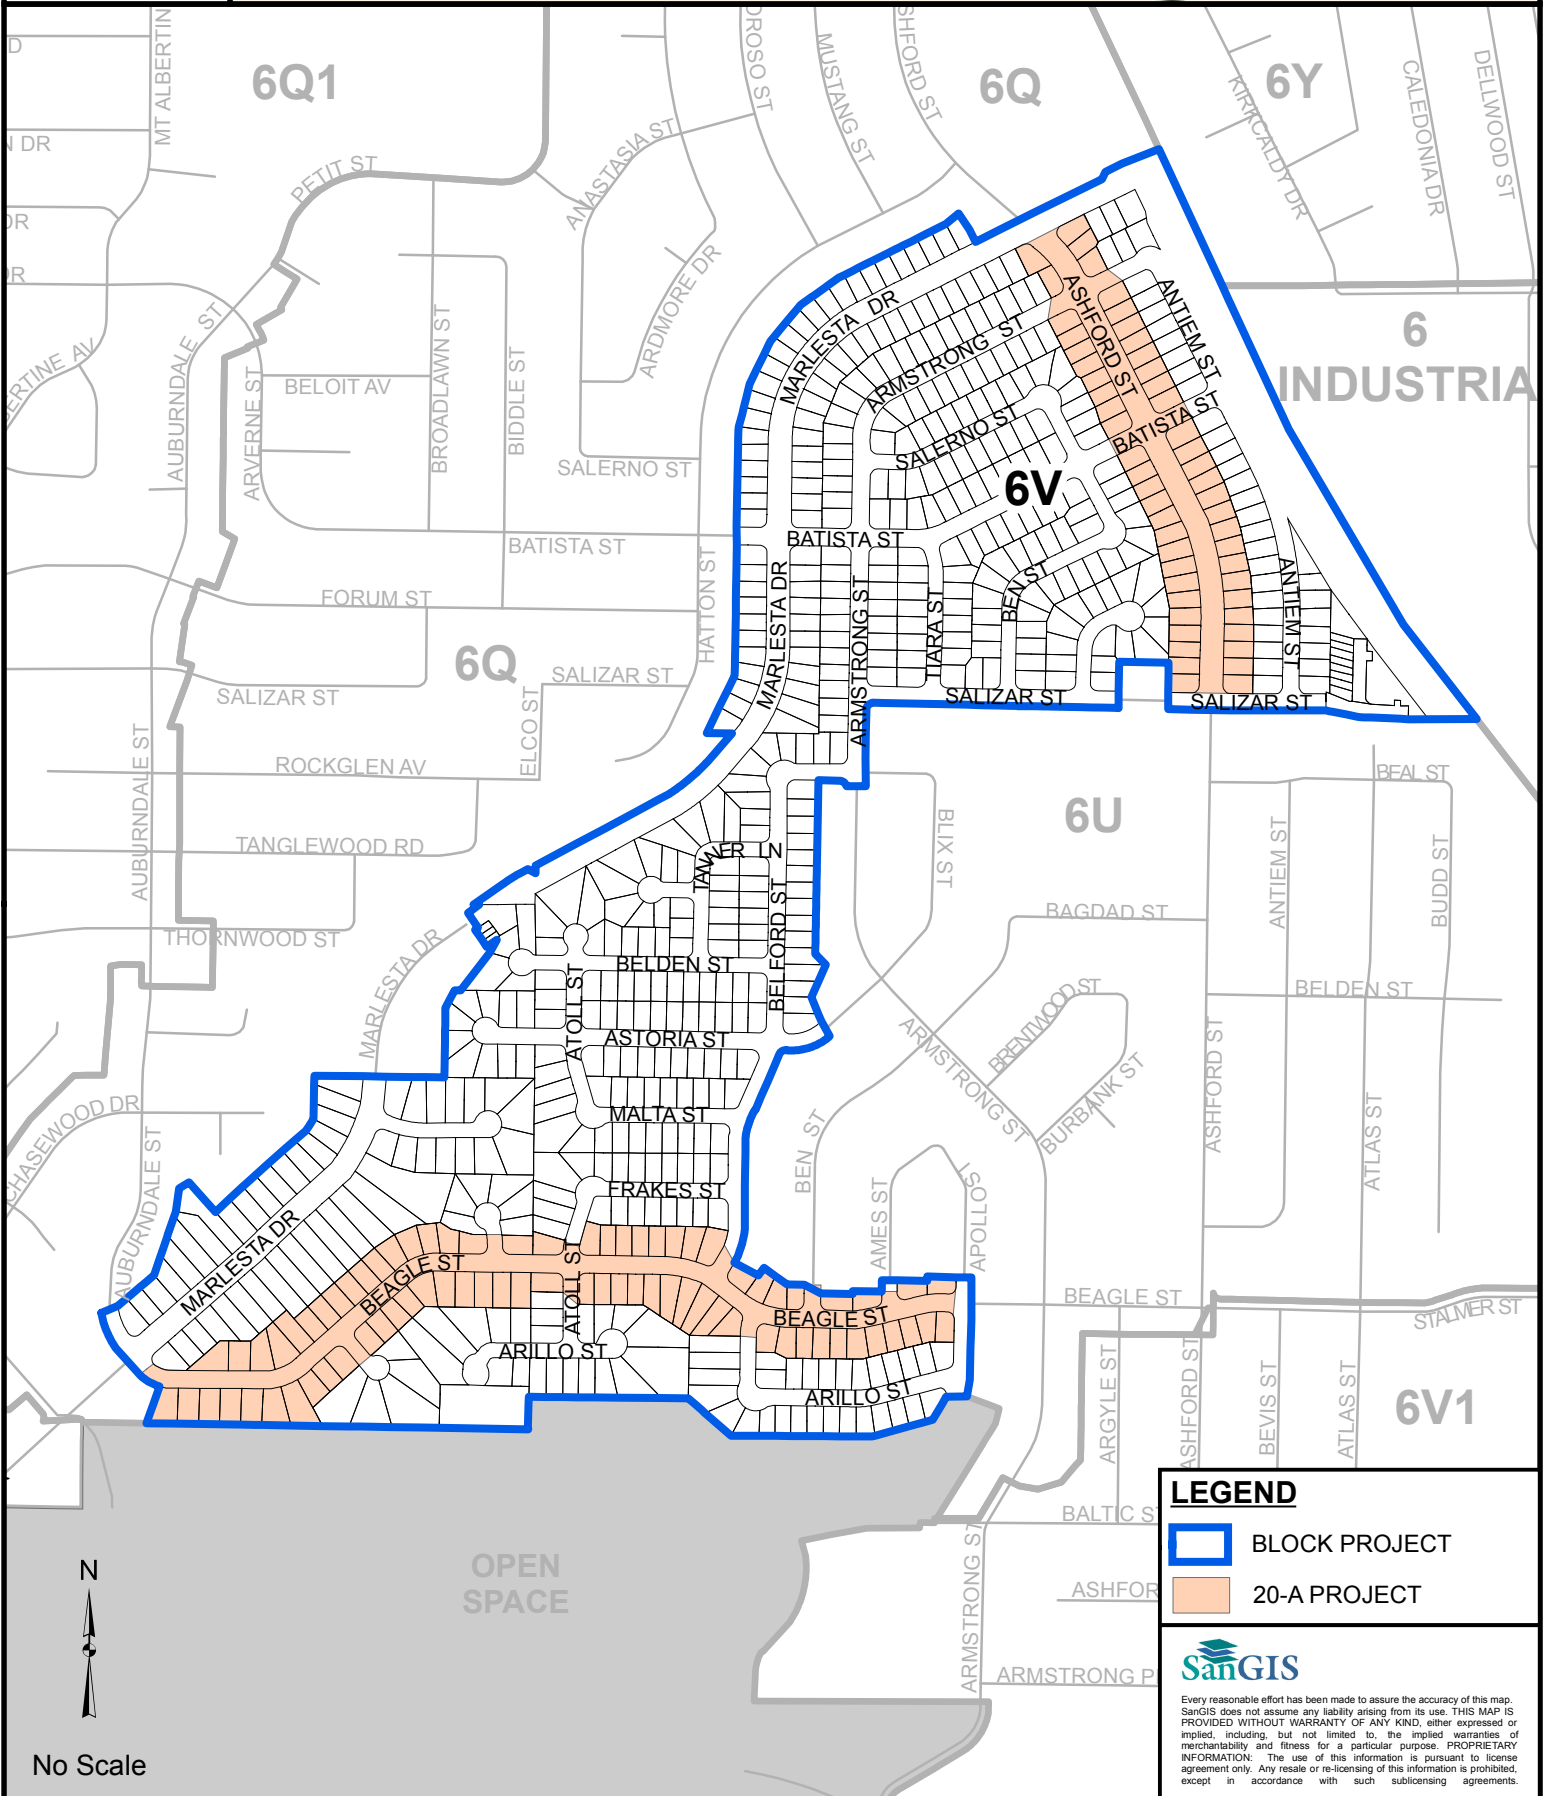 6Q1
6Q
6Y
D
MT ALBERTIN
OROSO ST
MUSTANG ST
SHFORD ST
KIRKCALDY DR
CALEDONIA DR
DELLWOOD ST
N DR
PETIT ST
ANASTASIA ST
DR
DR
ARDMORE DR
AUBURNDALE ST
BERTINE AV
ARVERNE ST
BELOIT AV
BROADLAWN ST
BIDDLE ST
SALERNO ST
MARLESTA DR
ARMSTRONG ST
SALERNO ST
ASHFORD ST
ANTIEM ST
BATISTA ST
6
INDUSTRIA
6V
BATISTA ST
BATISTA ST
FORUM ST
HATTON ST
MARLESTA DR
ARMSTRONG ST
TIARA ST
BEN ST
ANTIEM ST
6Q
SALIZAR ST
SALIZAR ST
SALIZAR ST
SALIZAR ST
ELCO ST
AUBURNDALE ST
ROCKGLEN AV
TANGLEWOOD RD
THORNWOOD ST
MARLESTA DR
TANNER LN
BELFORD ST
6U
BLIX ST
BEAL ST
ANTIEM ST
BUDD ST
BAGDAD ST
BELDEN ST
BELDEN ST
ATOLL ST
ASTORIA ST
MALTA ST
FRAKES ST
ARMSTRONG ST
BRENTWOOD ST
BURBANK ST
ASHFORD ST
ATLAS ST
BEN ST
AMES ST
APOLLO ST
CHASEWOOD DR
AUBURNDALE ST
MARLESTA DR
BEAGLE ST
ATOLL ST
ARILLO ST
BEAGLE ST
ARILLO ST
BEAGLE ST
STALMER ST
ARGYLE ST
ASHFORD ST
BEVIS ST
ATLAS ST
6V1
BALTIC S
ARMSTRONG ST
ASHFOR
ARMSTRONG P
OPEN
SPACE
N
No Scale
LEGEND
BLOCK PROJECT
20-A PROJECT
SanGIS
Every reasonable effort has been made to assure the accuracy of this map.
SanGIS does not assume any liability arising from its use. THIS MAP IS
PROVIDED WITHOUT WARRANTY OF ANY KIND, either expressed or
implied, including, but not limited to, the implied warranties of
merchantability and fitness for a particular purpose. PROPRIETARY
INFORMATION: The use of this information is pursuant to license
agreement only. Any resale or re-licensing of this information is prohibited,
except in accordance with such sublicensing agreements.